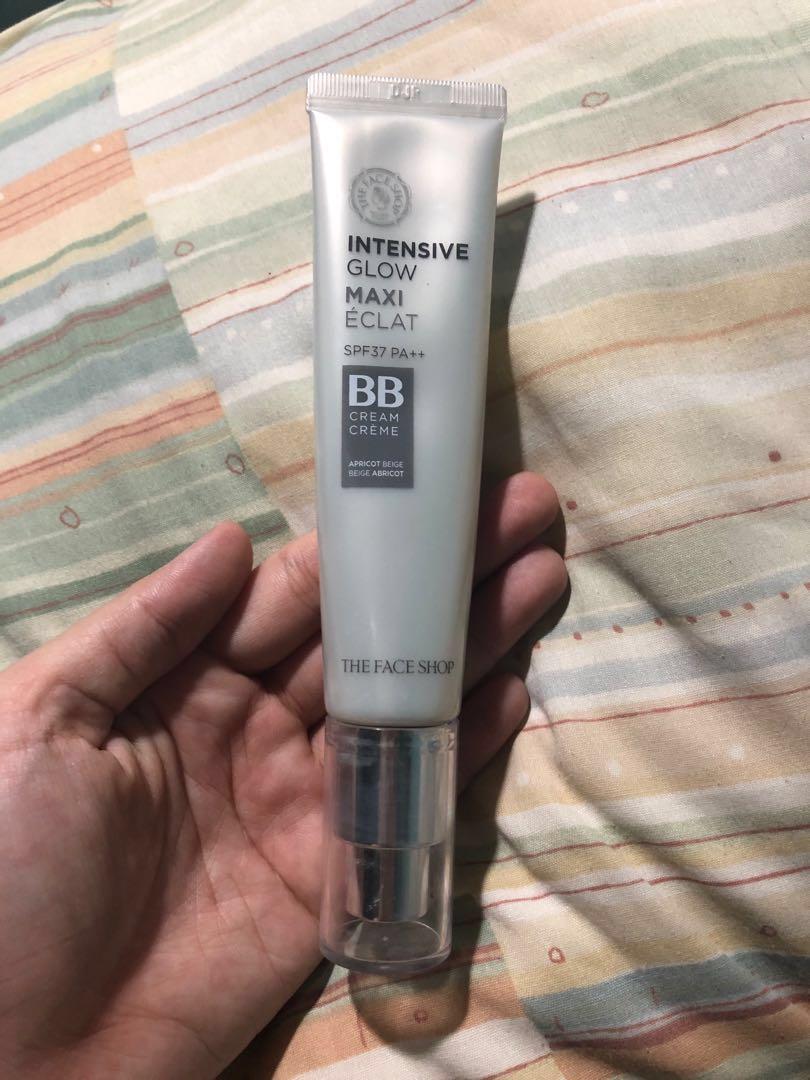 THE FACE SHOP
INTENSIVE
GLOW
MAXI
ÉCLAT
SPF37 PA++
BB
CREAM
CRÈME
APRICOT BEIGE
BEIGE ABRICOT
THE FACE SHOP